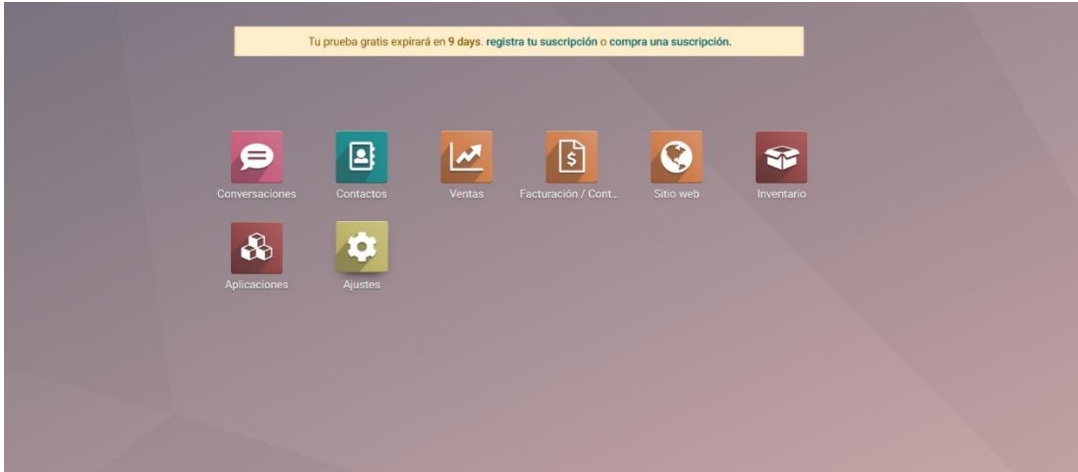 Tu prueba gratis expirará en 9 days. registra tu suscripción o compra una suscripción.
Conversaciones Contactos Ventas Facturación / Cont... Sitio web Inventario
Aplicaciones Ajustes